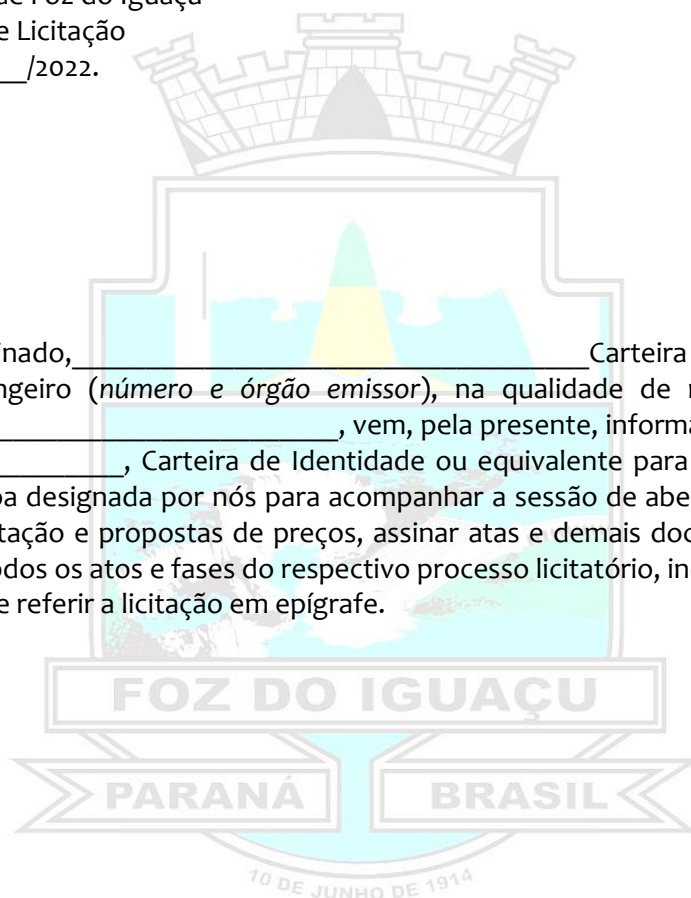 de Foz do Iguaçu
e Licitação
__/2022.
inado,___________________________________Carteira
ngeiro (número e órgão emissor), na qualidade de
_______________________, vem, pela presente, informa
_________, Carteira de Identidade ou equivalente para
oa designada por nós para acompanhar a sessão de abe
tação e propostas de preços, assinar atas e demais doc
odos os atos e fases do respectivo processo licitatório, in
e referir a licitação em epígrafe.
FOZ DO IGUAÇU
PARANÁ BRASIL
10 DE JUNHO DE 1914